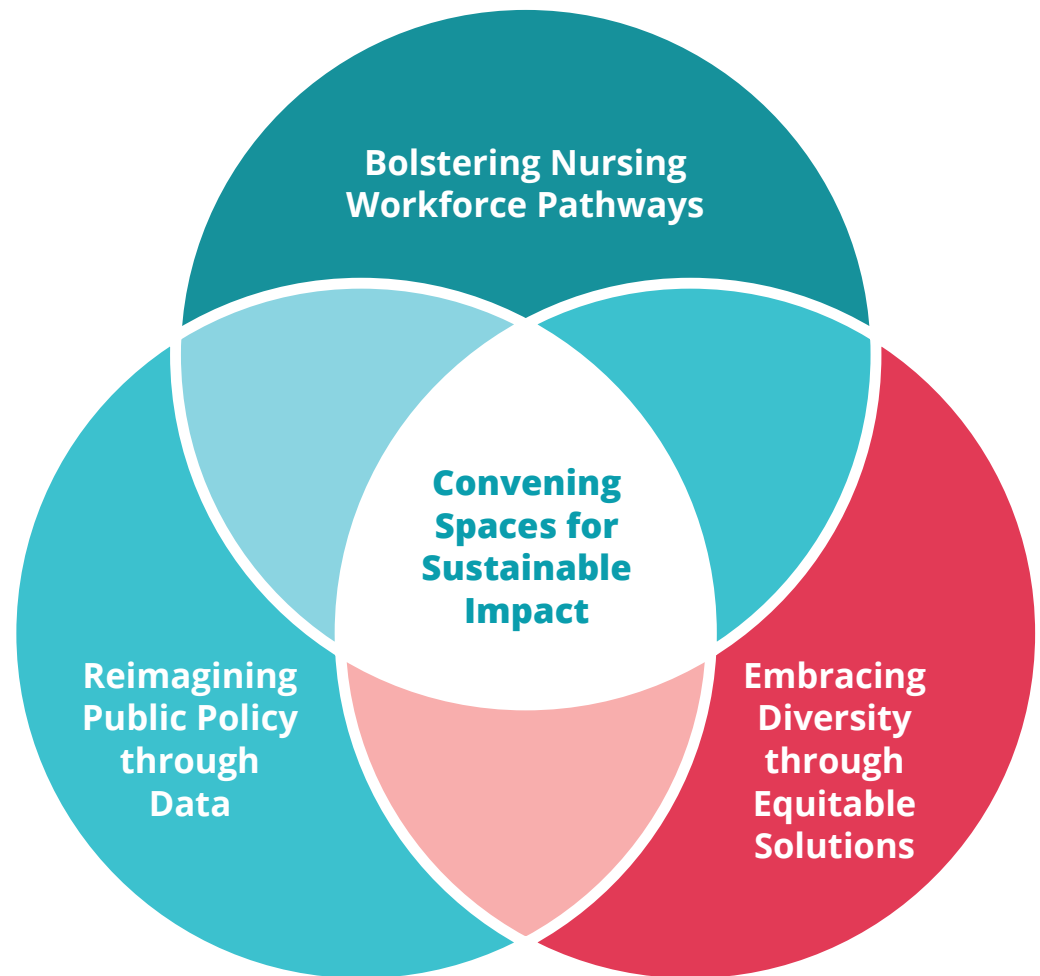 Bolstering Nursing
Workforce Pathways
Convening
Spaces for
Sustainable
Impact
Reimagining
Public Policy
through
Data
Embracing
Diversity
through
Equitable
Solutions